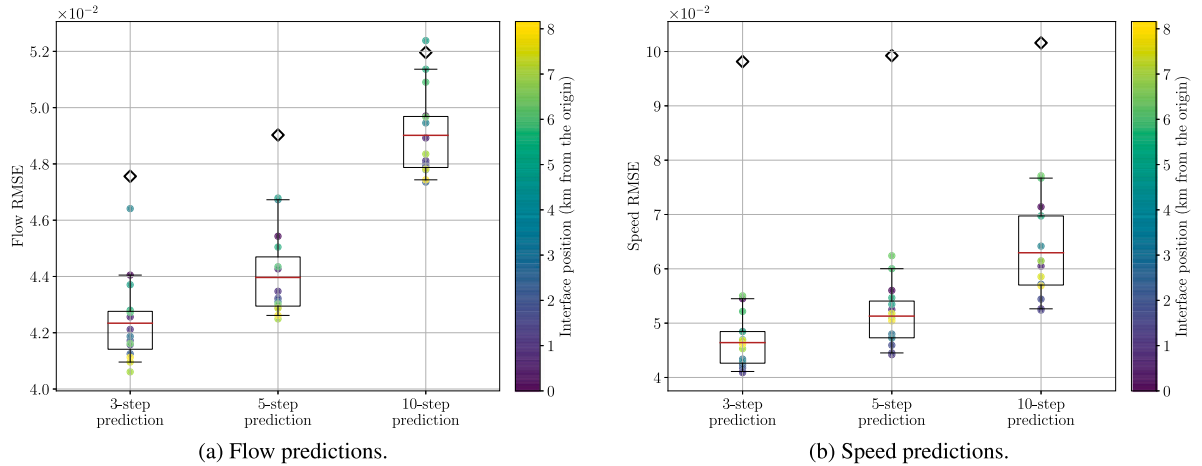 ×10⁻²
5.2
5.0
4.8
4.6
4.4
4.2
4.0
Flow RMSE
3-step
prediction
5-step
prediction
10-step
prediction
8
7
6
5
4
3
2
1
0
Interface position (km from the origin)
(a) Flow predictions.
×10⁻²
10
9
8
7
6
5
4
Speed RMSE
3-step
prediction
5-step
prediction
10-step
prediction
8
7
6
5
4
3
2
1
0
Interface position (km from the origin)
(b) Speed predictions.